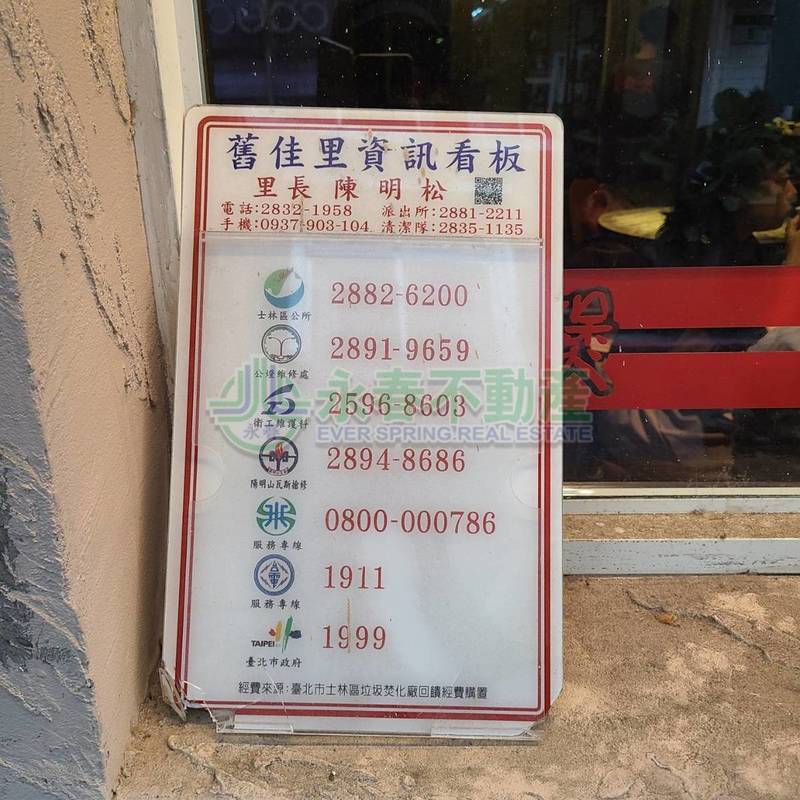 舊佳里資訊看板
里長 陳明松
電話:2832-1958 派出所:2881-2211
手機:0937-903-104 清潔隊:2835-1135
士林區公所 2882-6200
公燈維修處 2891-9659
衛工維護科 2596-8603
永春不動產
EVER SPRING REAL ESTATE
陽明山瓦斯搶修 2894-8686
服務專線 0800-000786
服務專線 1911
TAIPEI
臺北市政府 1999
經費來源:臺北市士林區垃圾焚化廠回饋經費購置